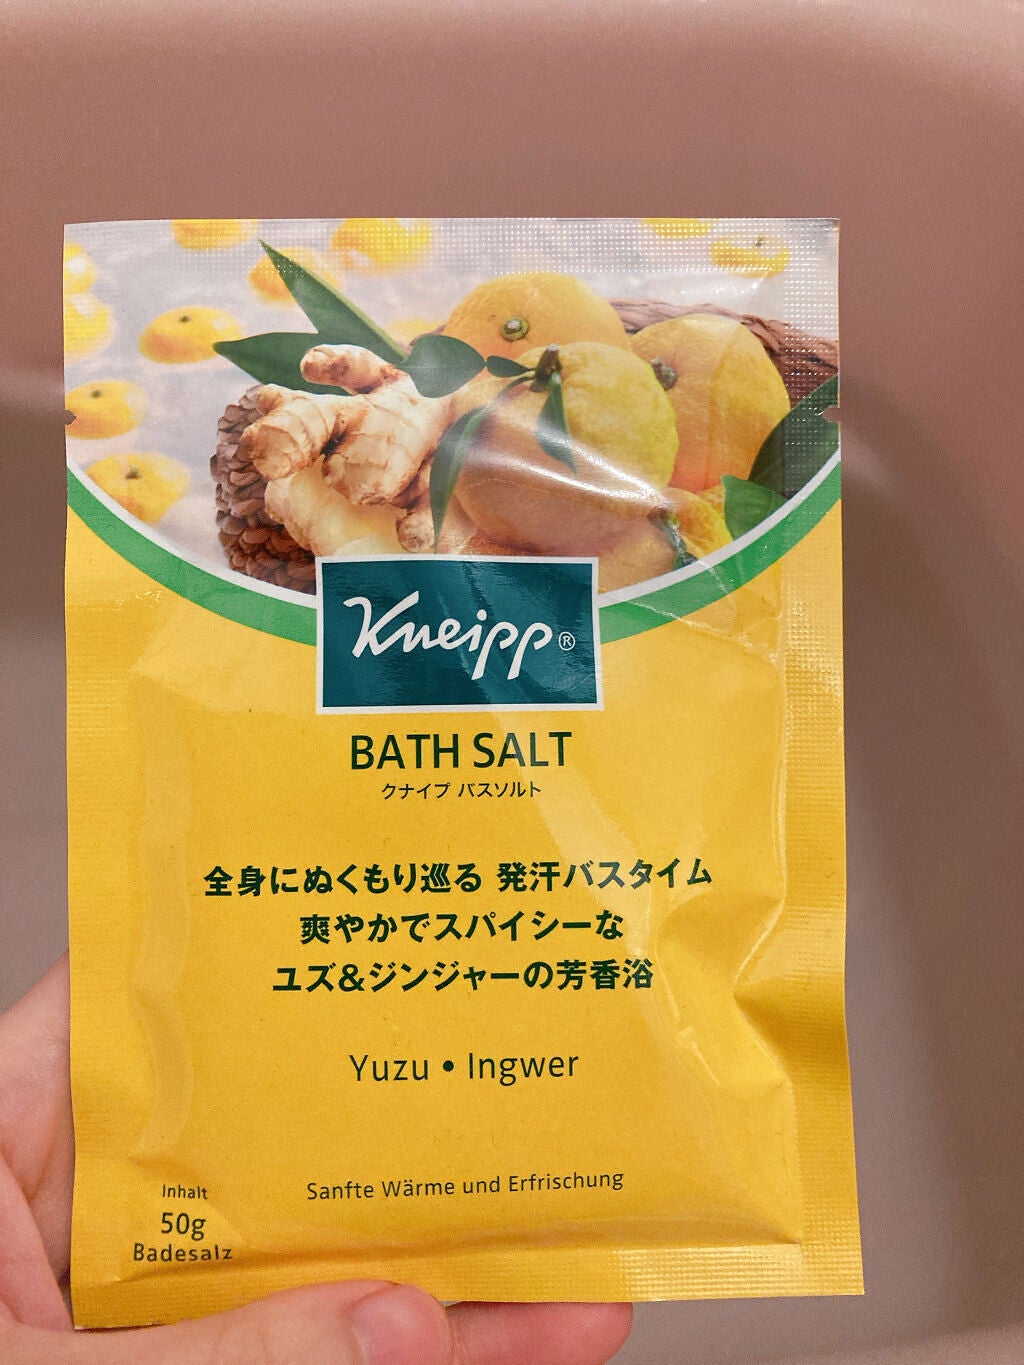 Kneipp®
BATH SALT
クナイプ バスソルト
全身にぬくもり巡る 発汗バスタイム
爽やかでスパイシーな
ユズ&ジンジャーの芳香浴
Yuzu • Ingwer
Sanfte Wärme und Erfrischung
Inhalt
50g
Badesalz